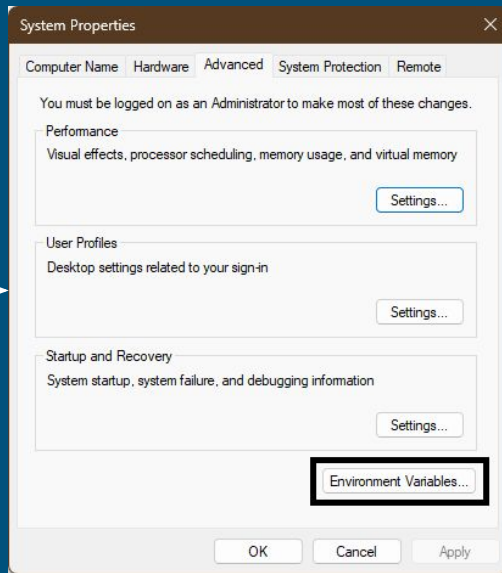 System Properties
Computer Name Hardware Advanced System Protection Remote
You must be logged on as an Administrator to make most of these changes.
Performance
Visual effects, processor scheduling, memory usage, and virtual memory
Settings...
User Profiles
Desktop settings related to your sign-in
Settings...
Startup and Recovery
System startup, system failure, and debugging information
Settings...
Environment Variables...
OK Cancel Apply